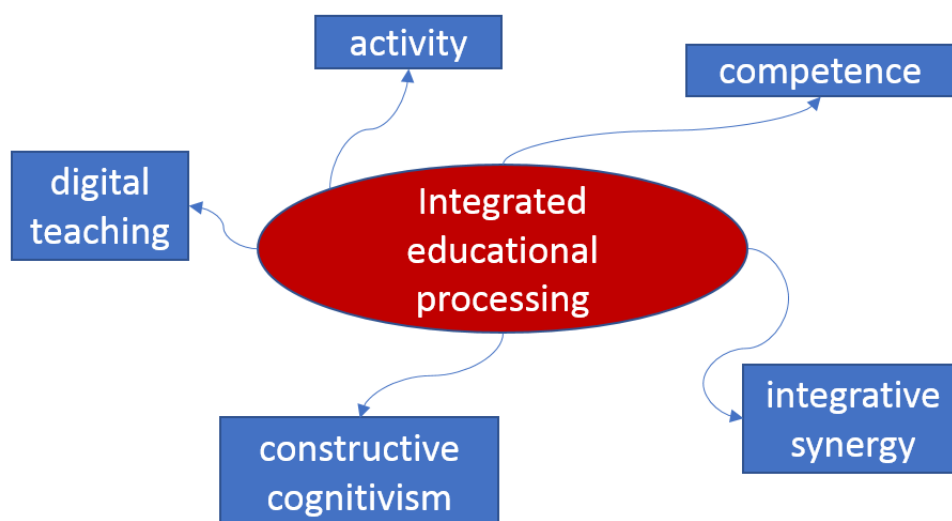 activity
competence
digital
teaching
Integrated
educational
processing
integrative
synergy
constructive
cognitivism